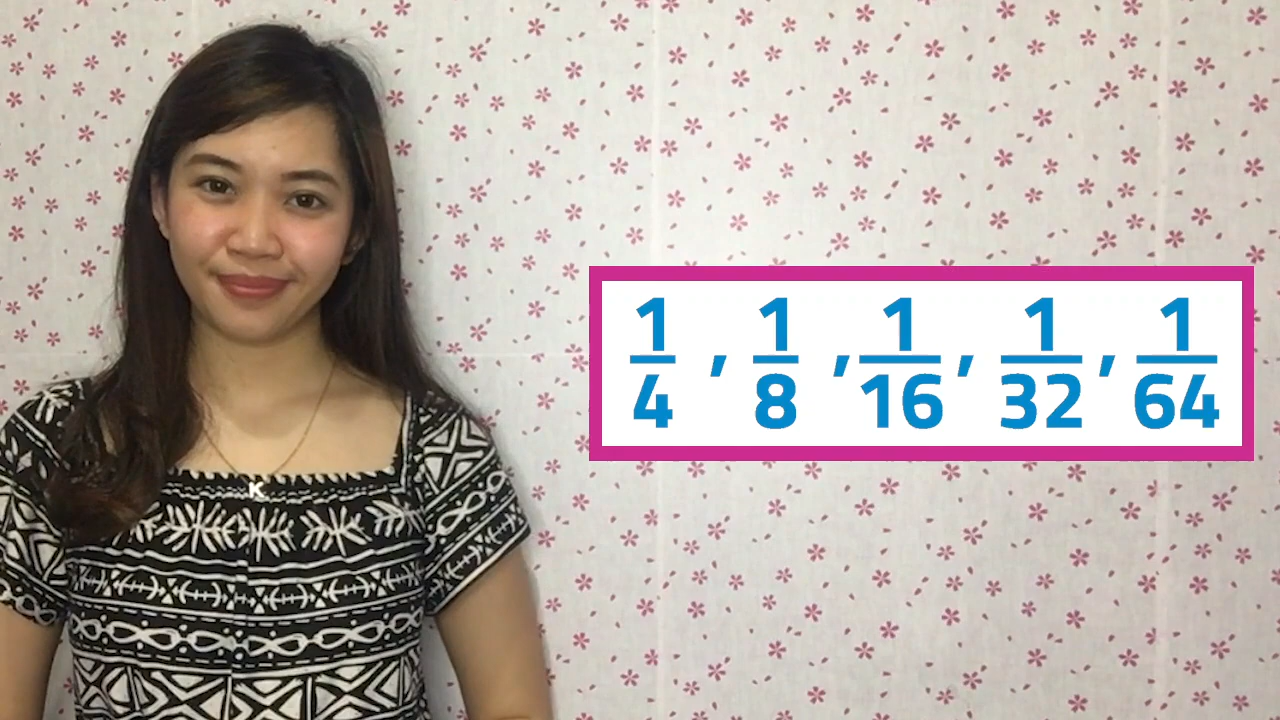 1/4 , 1/8 , 1/16 , 1/32 , 1/64
K